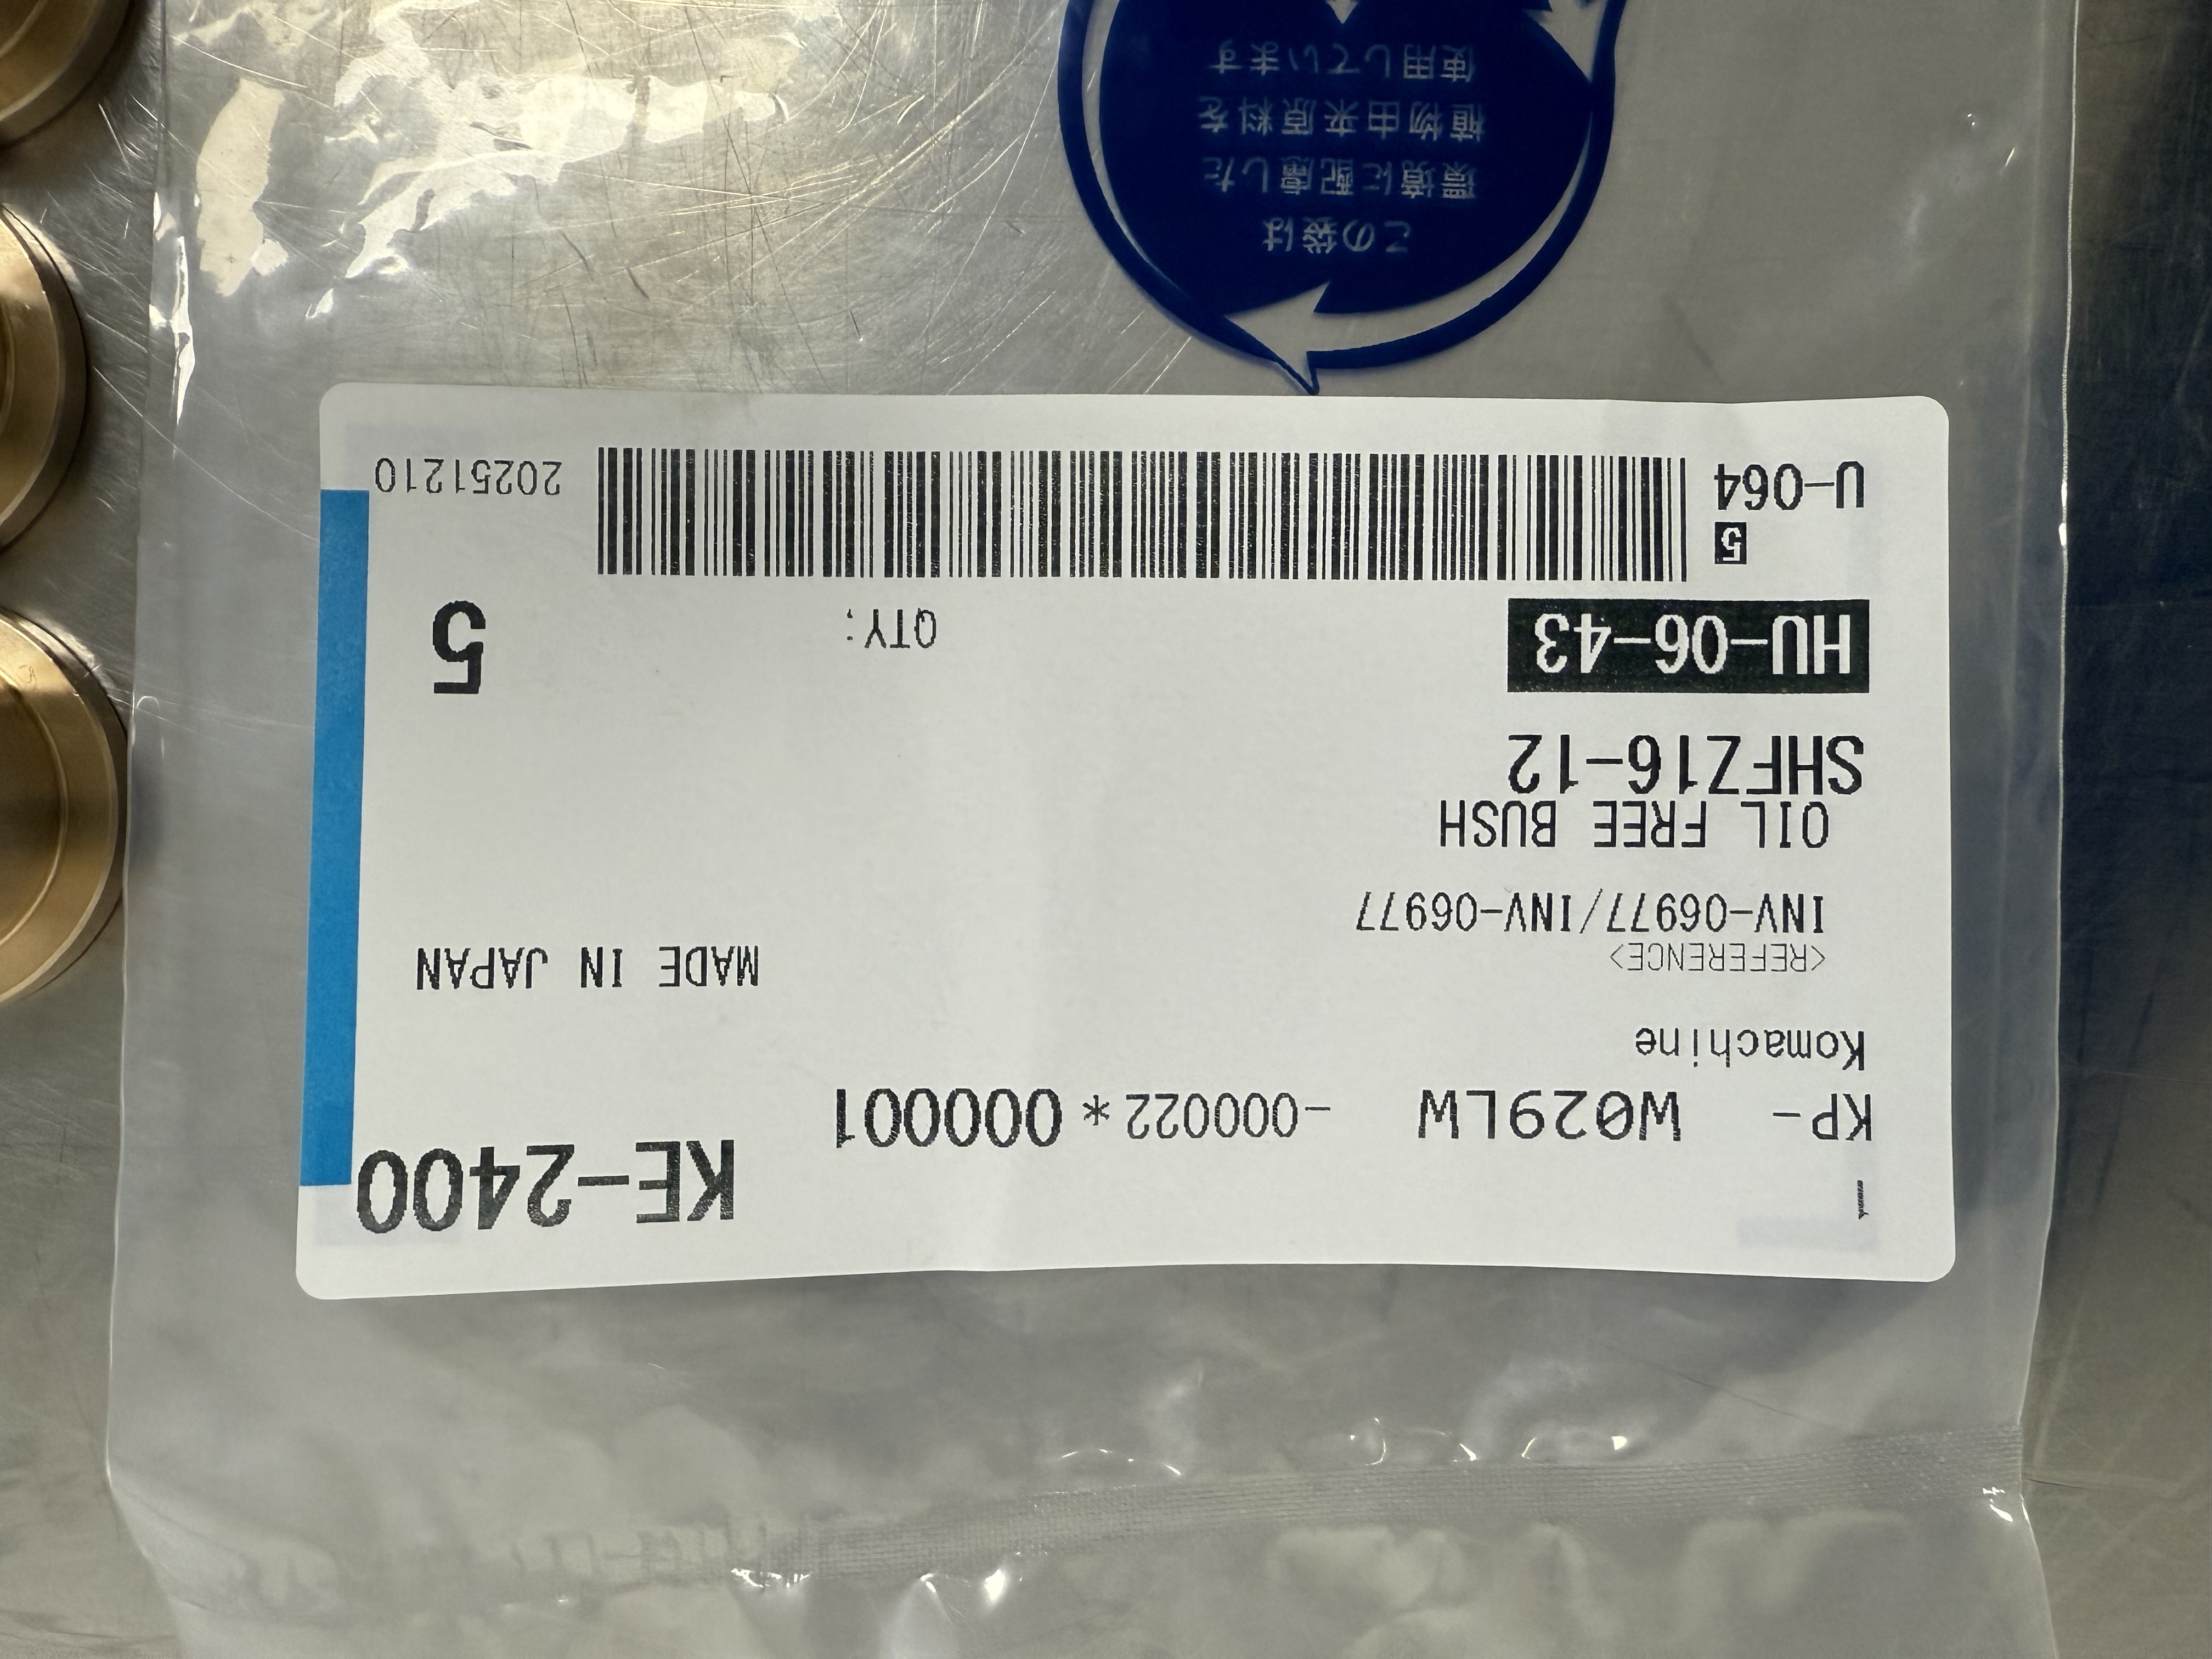 KE-2400
KP- W029LW -000022*000001
Komachine
<REFERENCE>
MADE IN JAPAN
INV-06977/INV-06977
OIL FREE BUSH
SHFZ16-12
HU-06-43
QTY:
5
5
U-064
20251210
この袋は
環境に配慮した
植物由来原料を
使用しています